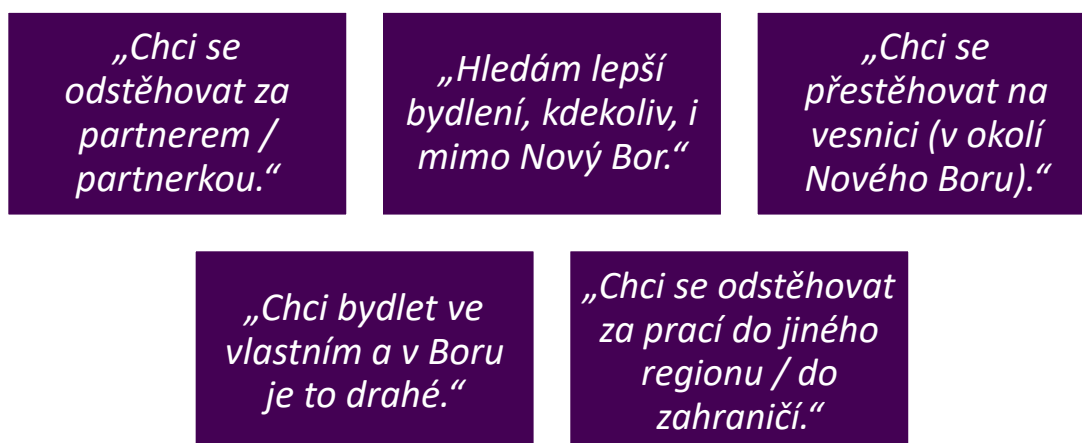 „Chci se
odstěhovat za
partnerem /
partnerkou.“
„Hledám lepší
bydlení, kdekoliv, i
mimo Nový Bor.“
„Chci se
přestěhovat na
vesnici (v okolí
Nového Boru).“
„Chci bydlet ve
vlastním a v Boru
je to drahé.“
„Chci se odstěhovat
za prací do jiného
regionu / do
zahraničí.“